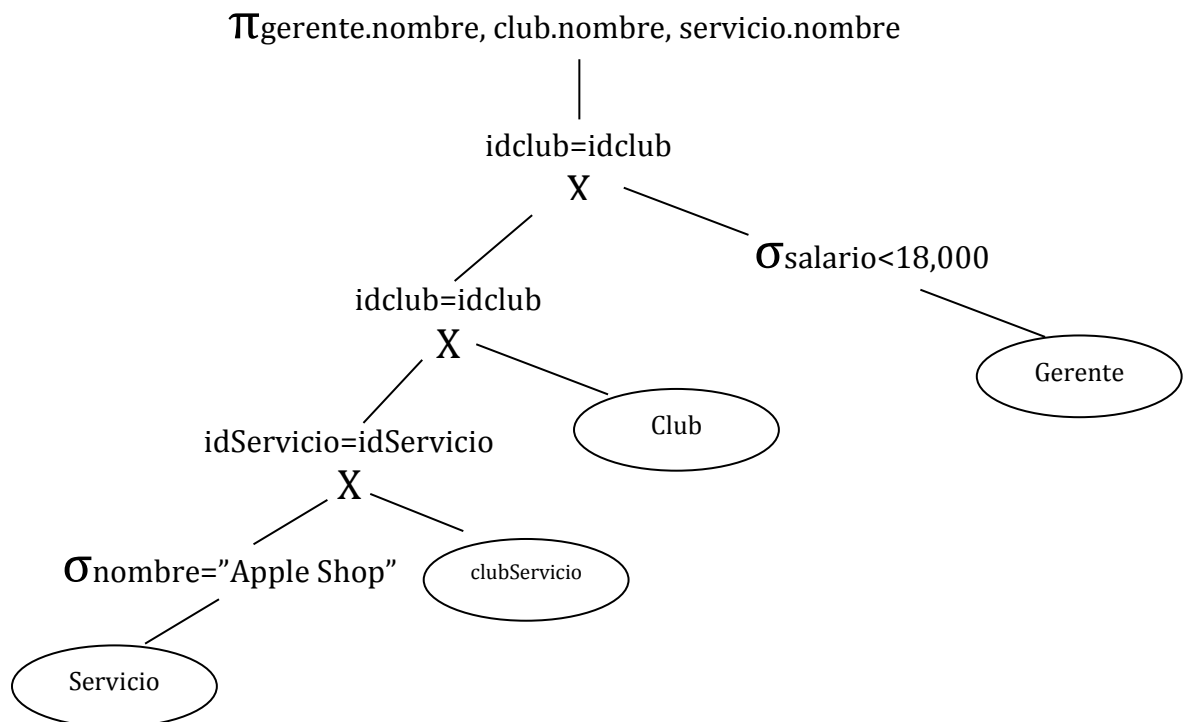 πgerente.nombre, club.nombre, servicio.nombre
idclub=idclub
X
σsalario<18,000
idclub=idclub
X
Gerente
Club
idServicio=idServicio
X
σnombre=”Apple Shop”
clubServicio
Servicio